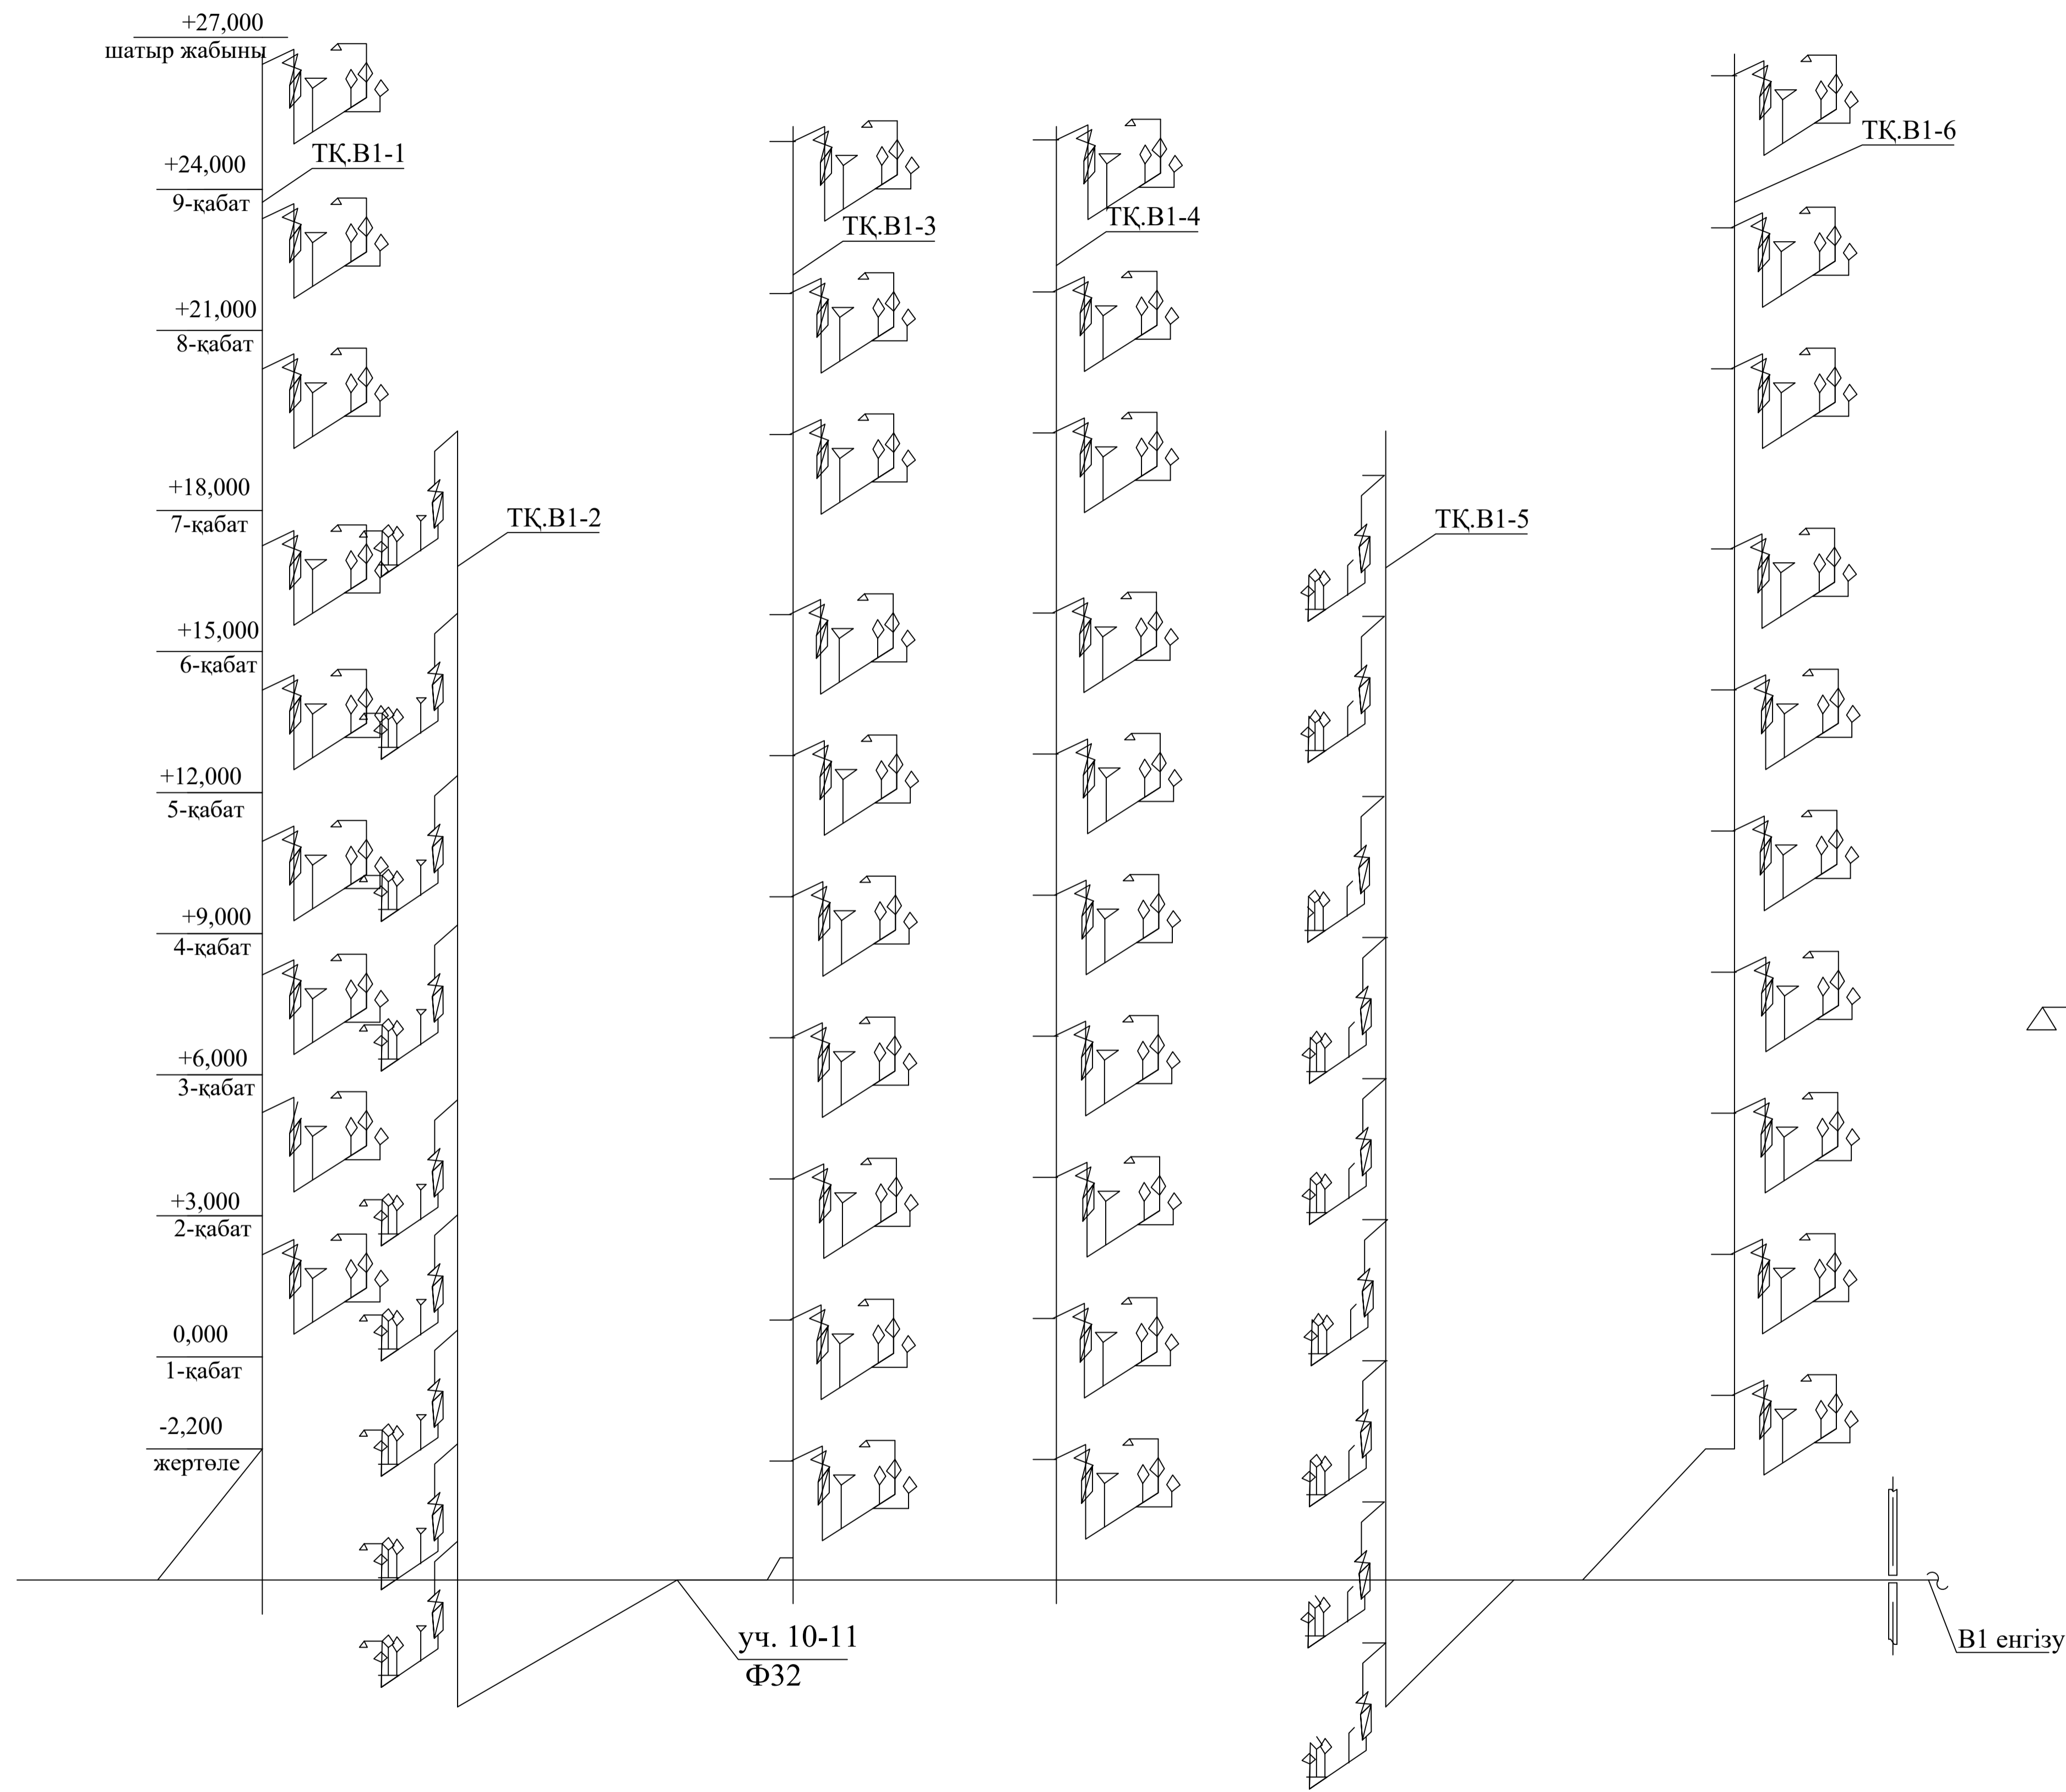 +27,000
шатыр жабыны
+24,000
9-қабат
ТҚ.В1-1
ТҚ.В1-3
ТҚ.В1-4
ТҚ.В1-6
+21,000
8-қабат
+18,000
7-қабат
ТҚ.В1-2
ТҚ.В1-5
+15,000
6-қабат
+12,000
5-қабат
+9,000
4-қабат
+6,000
3-қабат
+3,000
2-қабат
0,000
1-қабат
-2,200
жертөле
уч. 10-11
Ф32
В1 енгізу